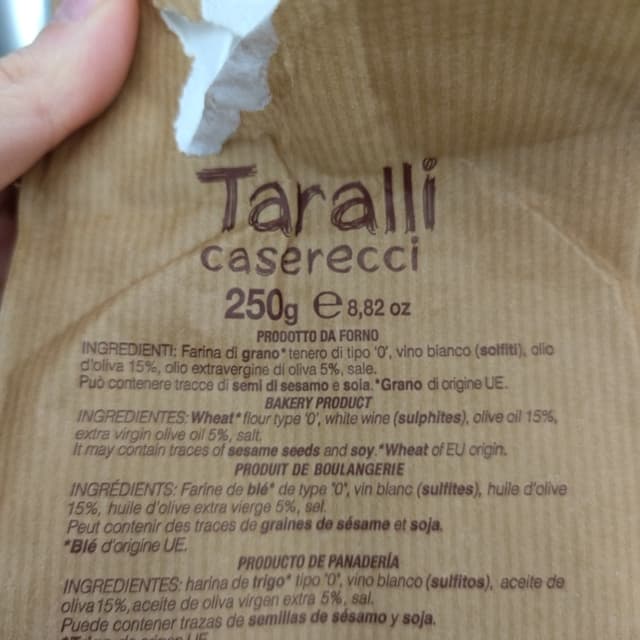 Taralli
caserecci
250g e 8,82 oz
PRODOTTO DA FORNO
INGREDIENTI: Farina di grano* tenero di tipo '0', vino bianco (solfiti), olio
d'oliva 15%, olio extravergine di oliva 5%, sale.
Può contenere tracce di semi di sesamo e soia. *Grano di origine UE.
BAKERY PRODUCT
INGREDIENTES: Wheat* flour type '0', white wine (sulphites), olive oil 15%,
extra virgin olive oil 5%, salt.
It may contain traces of sesame seeds and soy. *Wheat of EU origin.
PRODUIT DE BOULANGERIE
INGRÉDIENTS: Farine de blé* de type "0", vin blanc (sulfites), huile d'olive
15%, huile d'olive extra vierge 5%, sel.
Peut contenir des traces de graines de sésame et soja.
*Blé d'origine UE.
PRODUCTO DE PANADERÍA
INGREDIENTES: harina de trigo* tipo "0", vino blanco (sulfitos), aceite de
oliva 15%, aceite de oliva virgen extra 5%, sal.
Puede contener trazas de semillas de sésamo y soja.